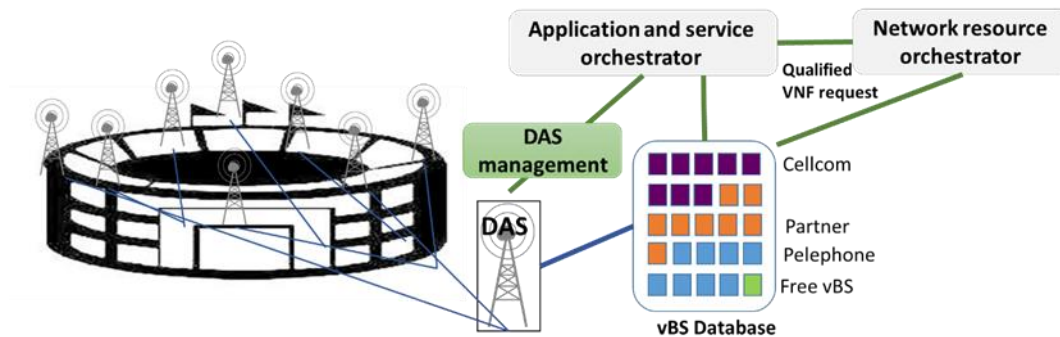 Application and service
orchestrator
Network resource
orchestrator
Qualified
VNF request
DAS
management
DAS
Cellcom
Partner
Pelephone
Free vBS
vBS Database